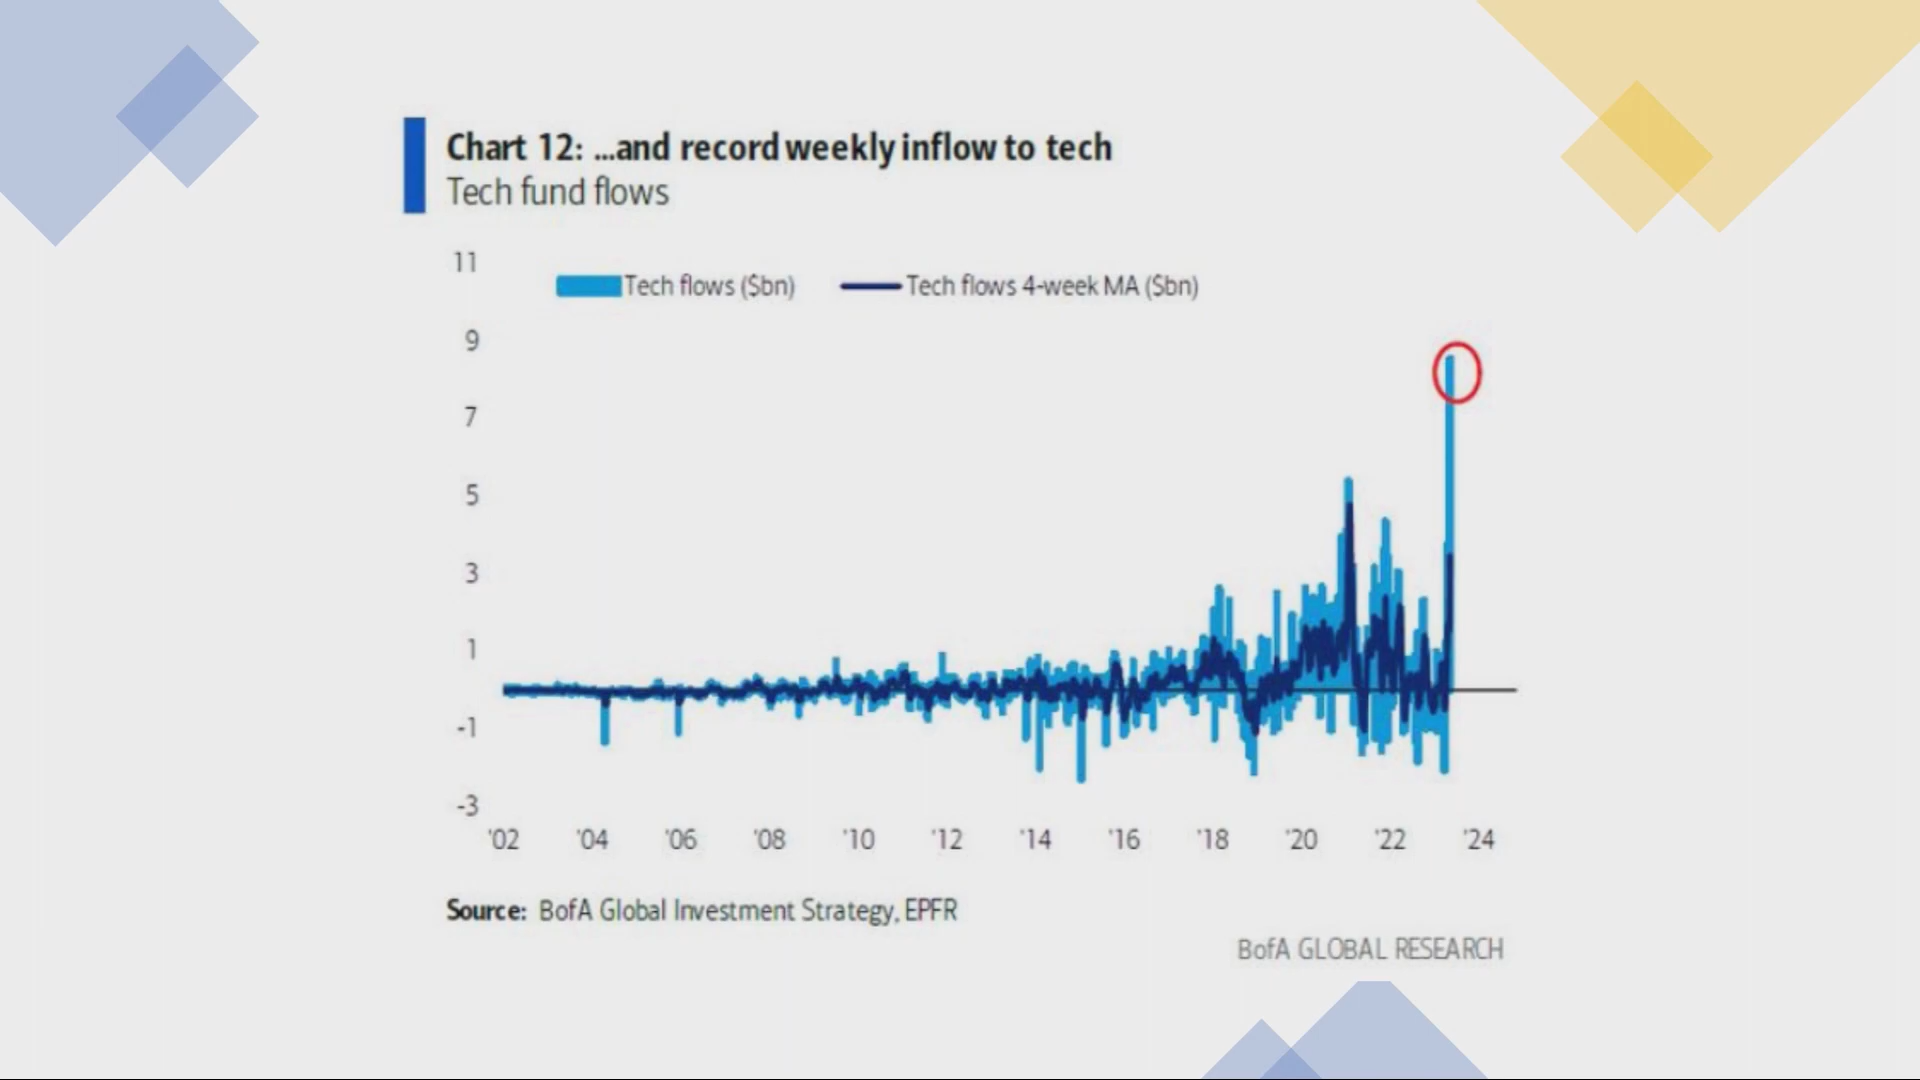 Chart 12: ...and record weekly inflow to tech
Tech fund flows
11
Tech flows ($bn) Tech flows 4-week MA ($bn)
9
7
5
3
1
-1
-3
'02 '04 '06 '08 '10 '12 '14 '16 '18 '20 '22 '24
Source: BofA Global Investment Strategy, EPFR
BofA GLOBAL RESEARCH